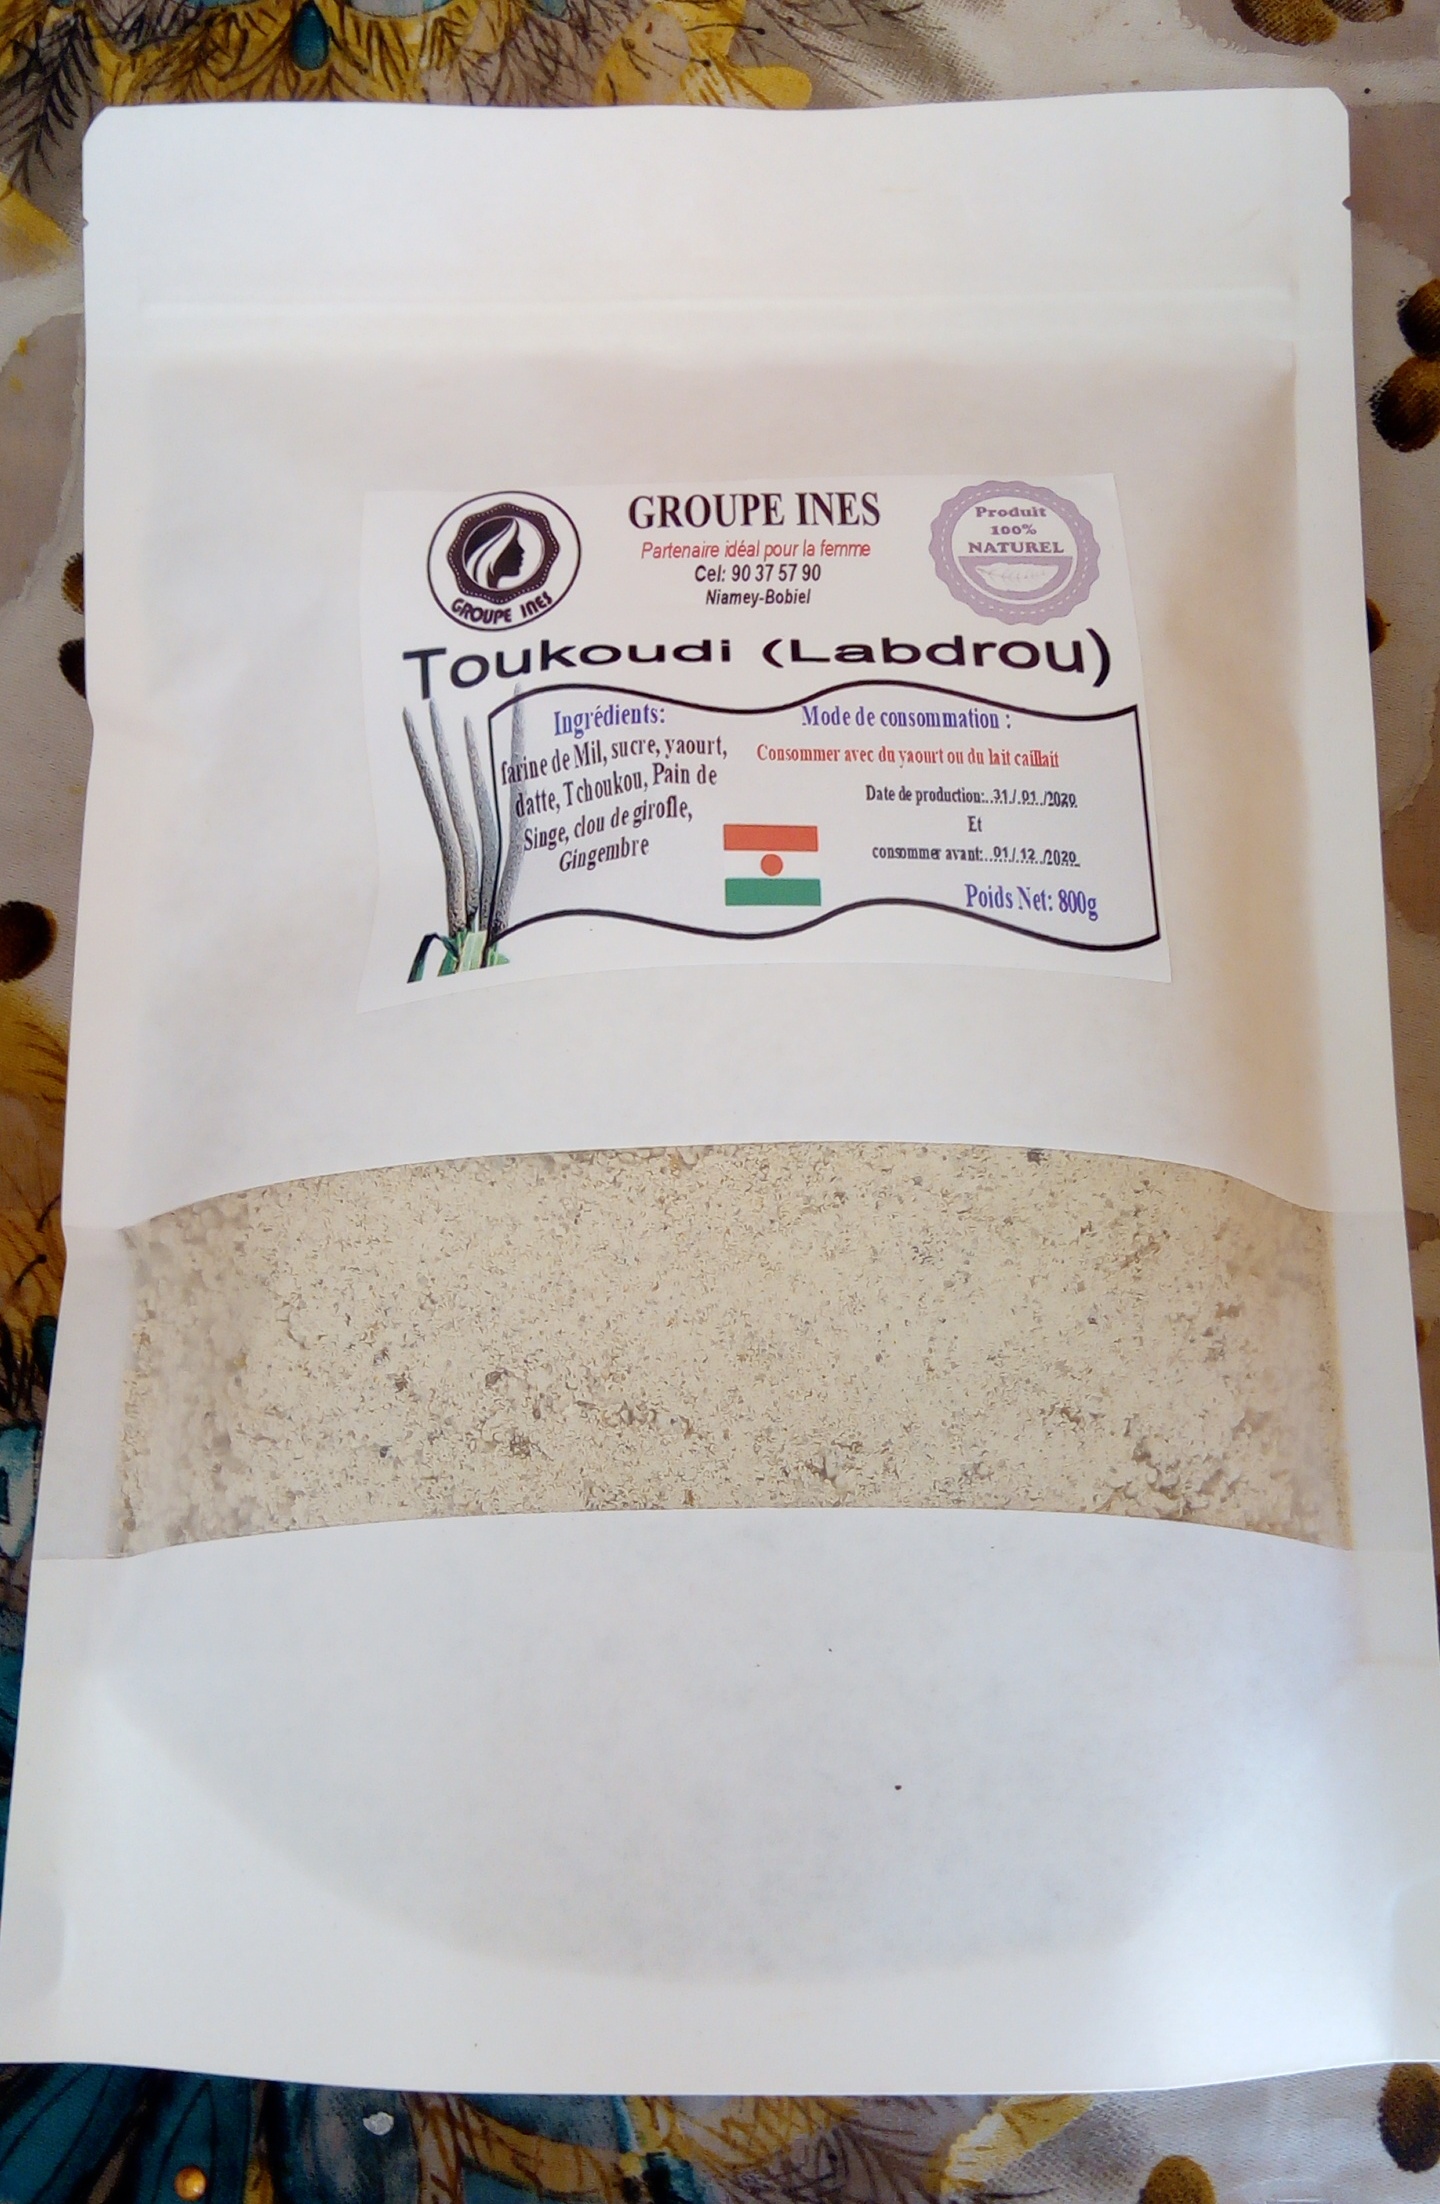 GROUPE INES
GROUPE INES
Partenaire idéal pour la femme
Cel: 90 37 57 90
Niamey-Bobiel
Produit
100%
NATUREL
Toukoudi (Labdrou)
Ingrédients:
farine de Mil, sucre, yaourt,
datte, Tchoukou, Pain de
Singe, clou de girofle,
Gingembre
Mode de consommation :
Consommer avec du yaourt ou du lait caillait
Date de production:..31./.01./2020.
Et
consommer avant:...01./.12../2020..
Poids Net: 800g